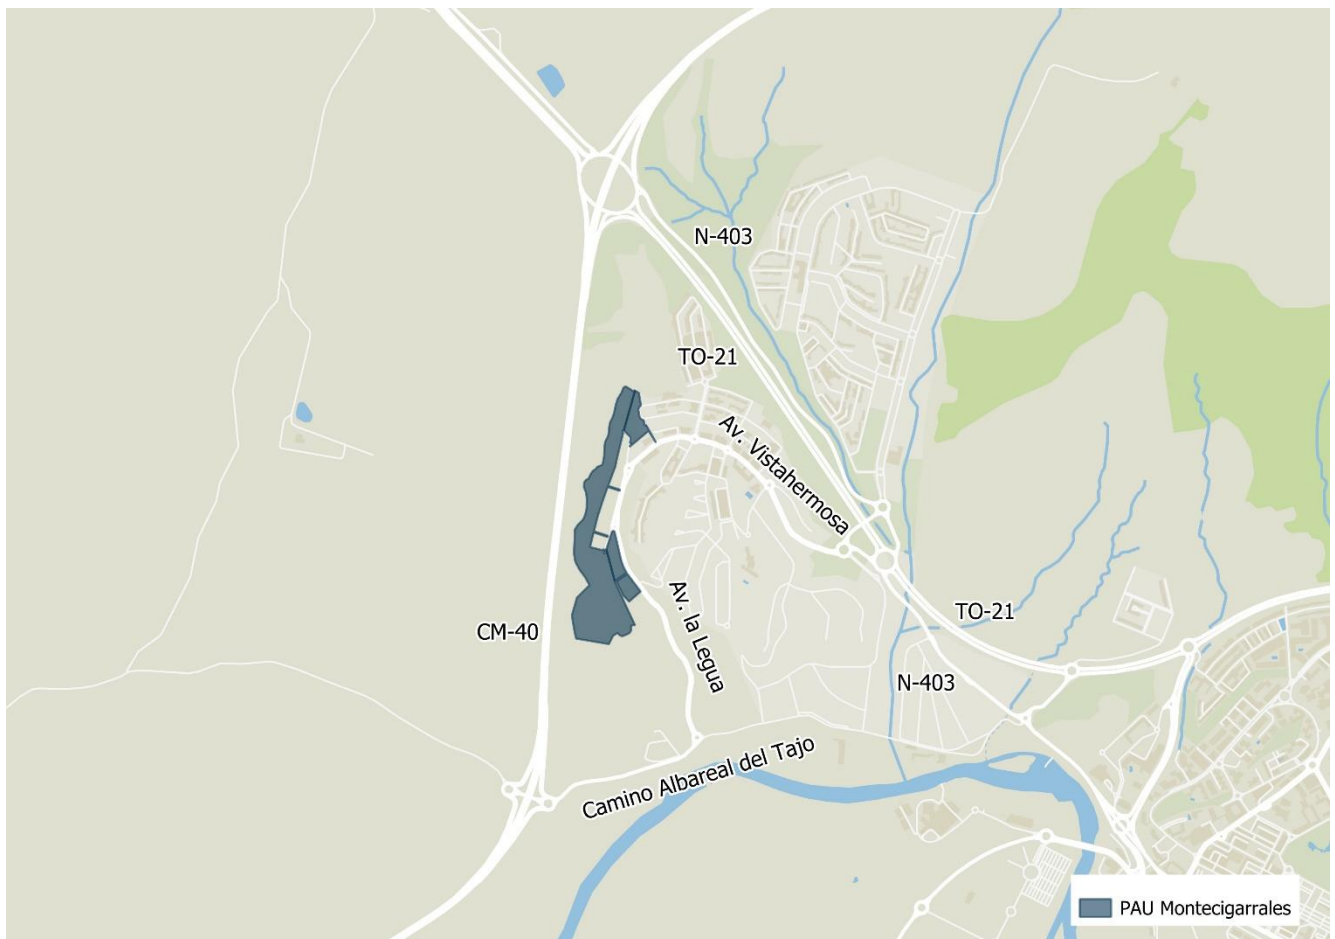 N-403
TO-21
Av. Vistahermosa
TO-21
CM-40
Av. la Legua
N-403
Camino Albareal del Tajo
PAU Montecigarrales